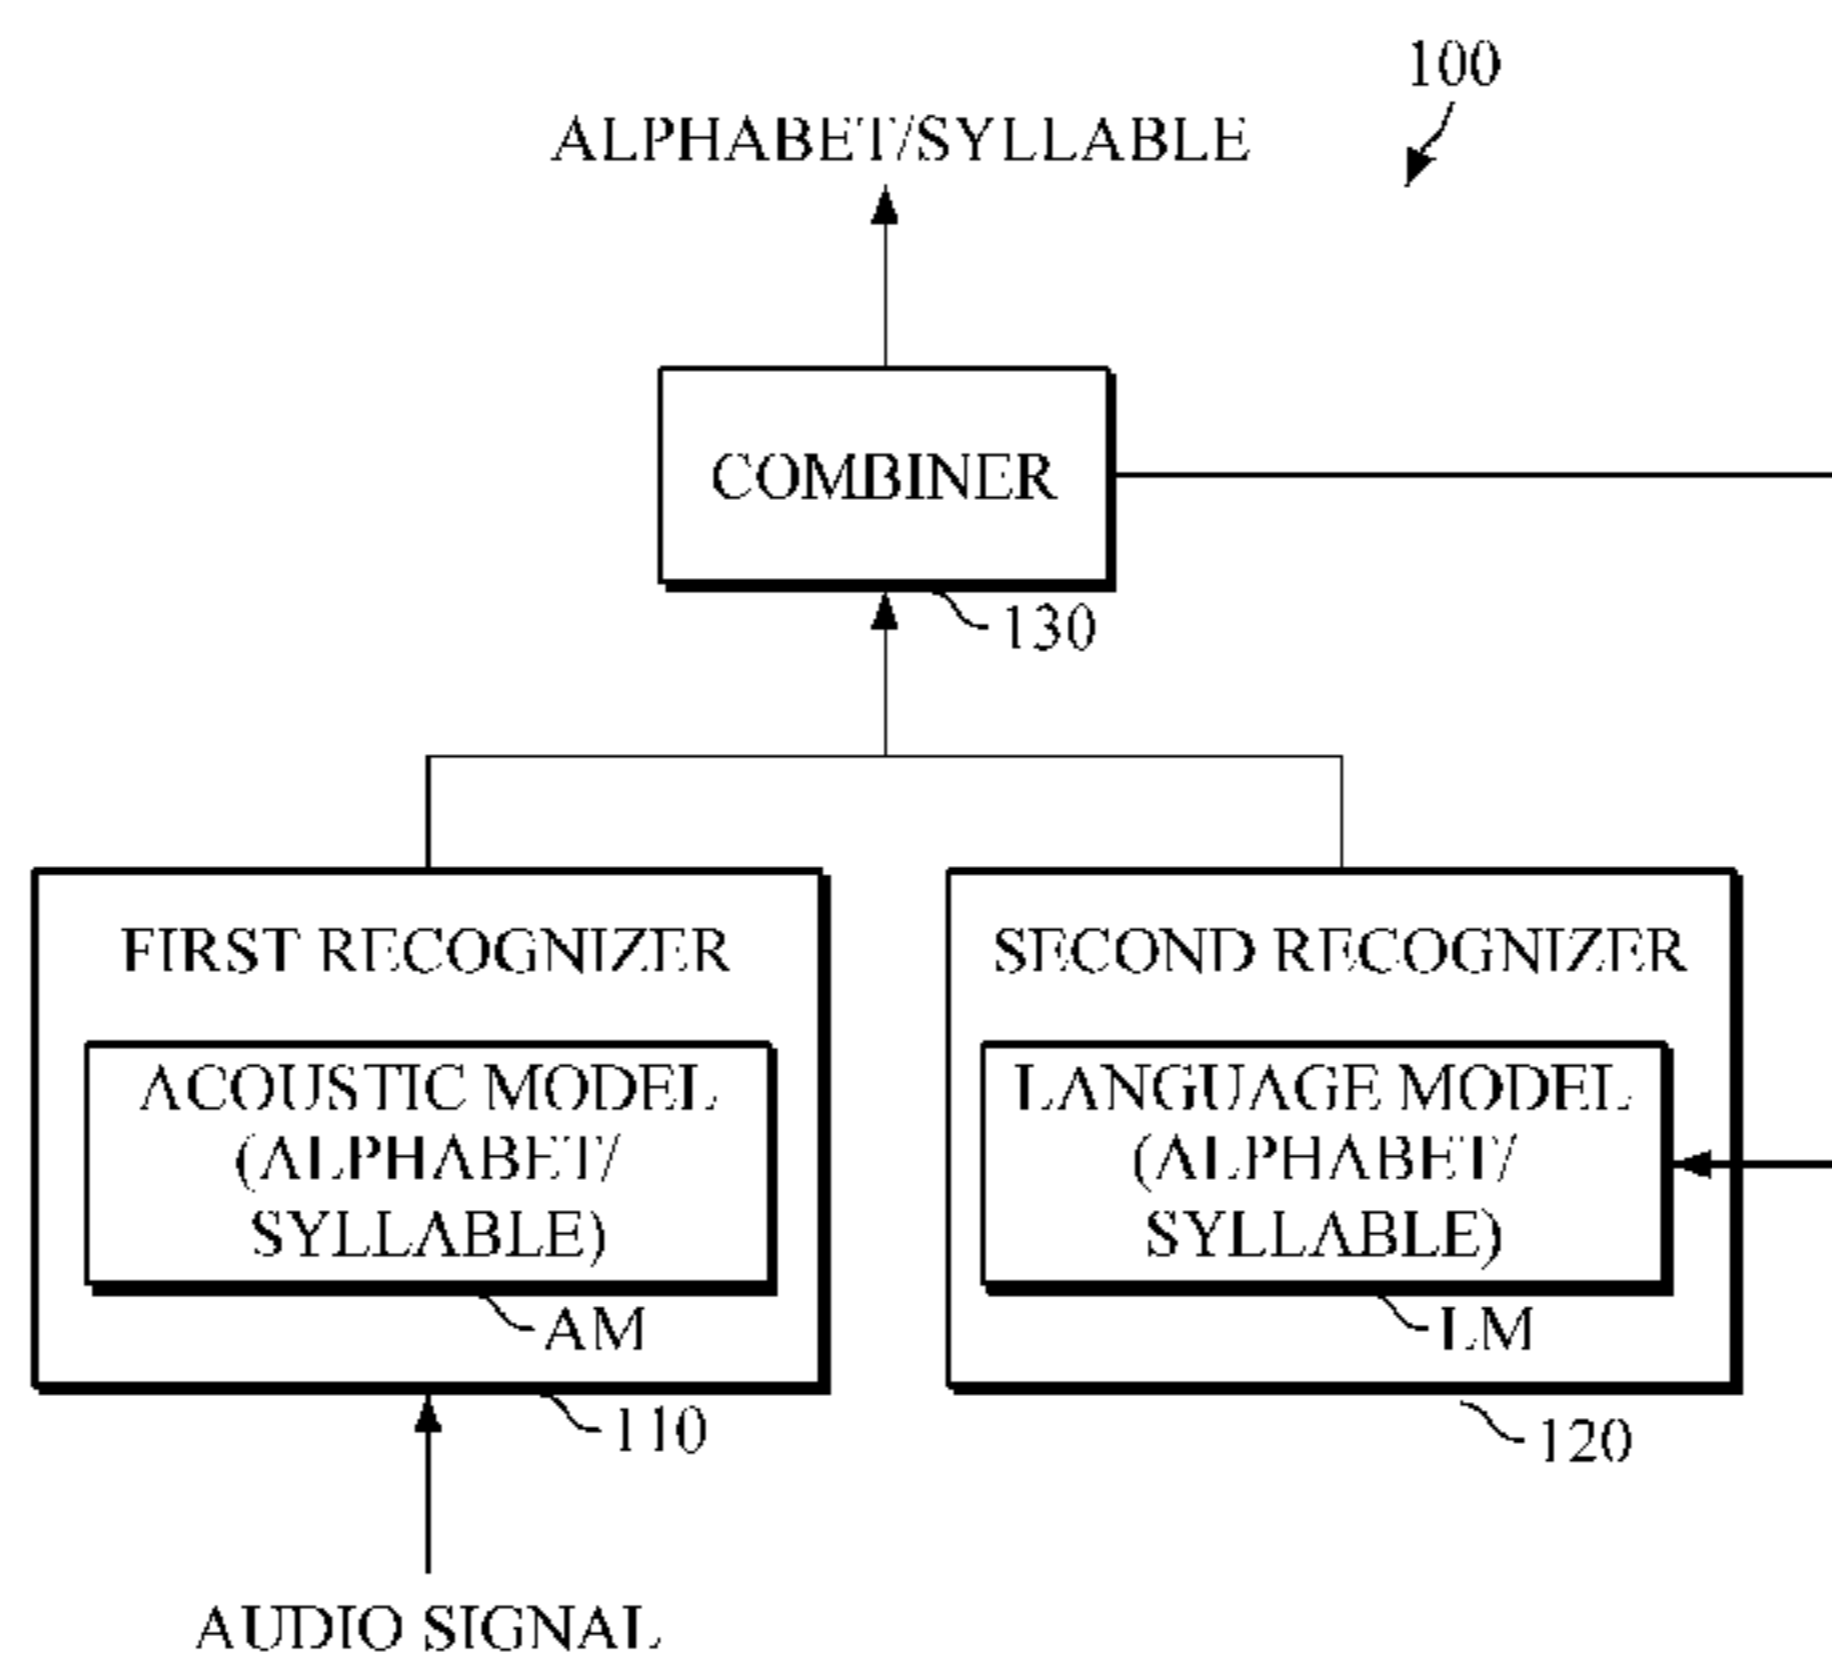 100
ALPHABET/SYLLABLE
COMBINER
130
FIRST RECOGNIZER
ACOUSTIC MODEL
(ALPHABET/
SYLLABLE)
AM
110
AUDIO SIGNAL
SECOND RECOGNIZER
LANGUAGE MODEL
(ALPHABET/
SYLLABLE)
LM
120